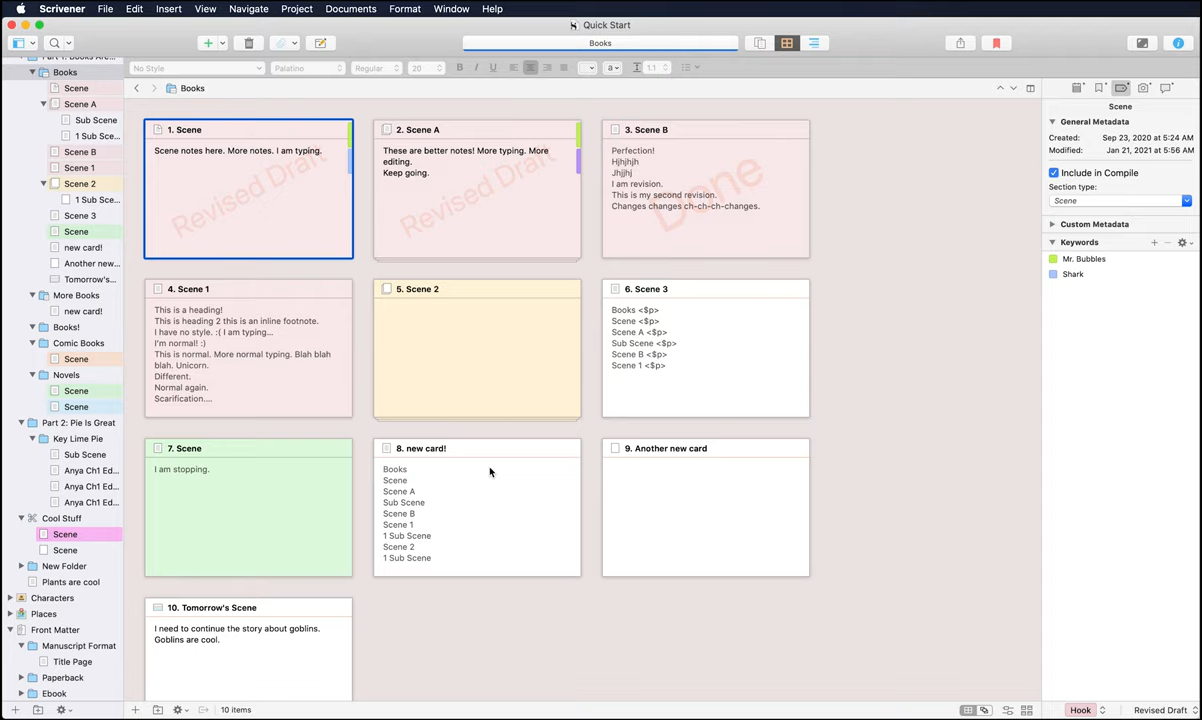 Scrivener File Edit Insert View Navigate Project Documents Format Window Help
Quick Start
Books
No Style Palatino Regular 20 B I U a 1.1
Books
Part 1: Books Are...
Books
Scene
Scene A
Sub Scene
1 Sub Sce...
Scene B
Scene 1
Scene 2
1 Sub Sce...
Scene 3
Scene
new card!
Another new...
Tomorrow's...
More Books
new card!
Books!
Comic Books
Scene
Novels
Scene
Scene
Part 2: Pie Is Great
Key Lime Pie
Sub Scene
Anya Ch1 Ed...
Anya Ch1 Ed...
Anya Ch1 Ed...
Cool Stuff
Scene
Scene
New Folder
Plants are cool
Characters
Places
Front Matter
Manuscript Format
Title Page
Paperback
Ebook
1. Scene
Scene notes here. More notes. I am typing.
Revised Draft
2. Scene A
These are better notes! More typing. More
editing.
Keep going.
Revised Draft
3. Scene B
Perfection!
Hjhjhjh
Jhjjhj
I am revision.
This is my second revision.
Changes changes ch-ch-ch-changes.
Done
4. Scene 1
This is a heading!
This is heading 2 this is an inline footnote.
I have no style. :( I am typing...
I'm normal! :)
This is normal. More normal typing. Blah blah
blah. Unicorn.
Different.
Normal again.
Scarification....
5. Scene 2
6. Scene 3
Books <$p>
Scene <$p>
Scene A <$p>
Sub Scene <$p>
Scene B <$p>
Scene 1 <$p>
7. Scene
I am stopping.
8. new card!
Books
Scene
Scene A
Sub Scene
Scene B
Scene 1
1 Sub Scene
Scene 2
1 Sub Scene
9. Another new card
10. Tomorrow's Scene
I need to continue the story about goblins.
Goblins are cool.
10 items
Scene
General Metadata
Created: Sep 23, 2020 at 5:24 AM
Modified: Jan 21, 2021 at 5:56 AM
Include in Compile
Section type:
Scene
Custom Metadata
Keywords
Mr. Bubbles
Shark
Hook Revised Draft